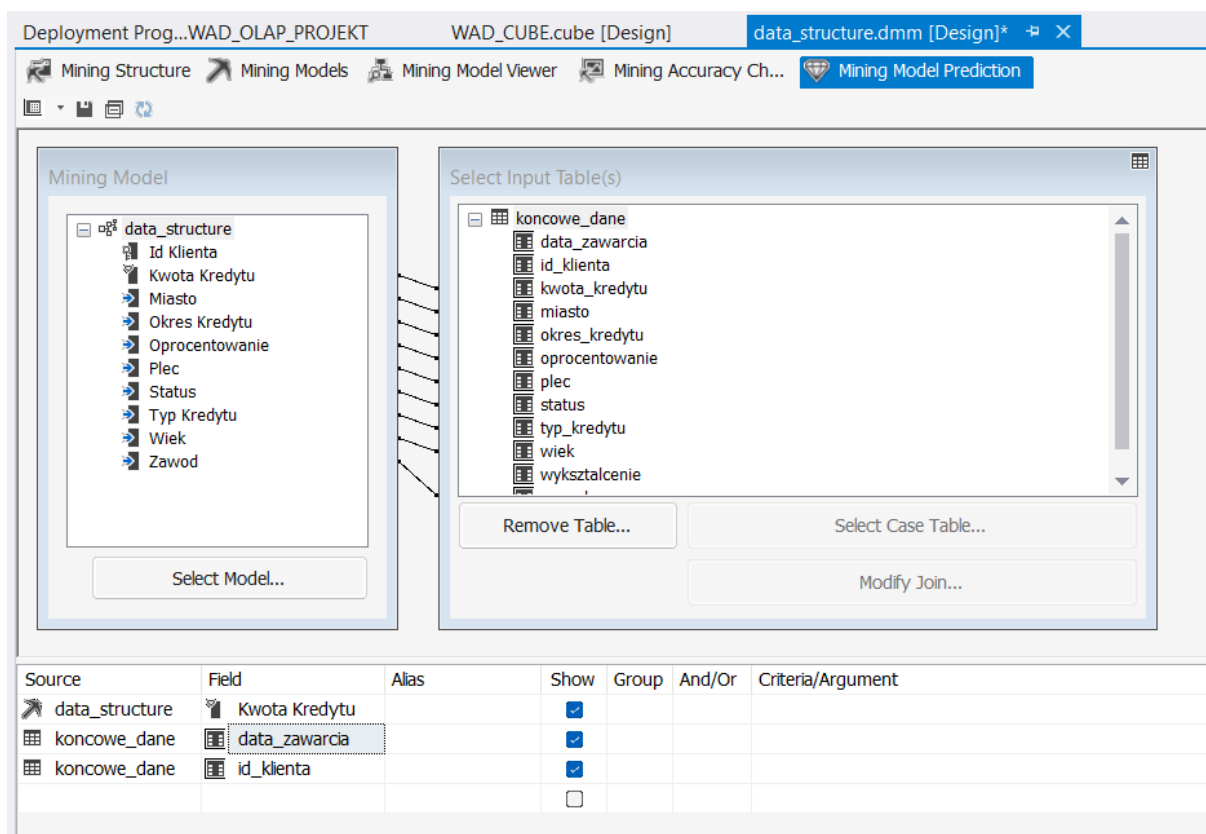 Deployment Prog...WAD_OLAP_PROJEKT WAD_CUBE.cube [Design] data_structure.dmm [Design]*
Mining Structure Mining Models Mining Model Viewer Mining Accuracy Ch... Mining Model Prediction
Mining Model
data_structure
Id Klienta
Kwota Kredytu
Miasto
Okres Kredytu
Oprocentowanie
Plec
Status
Typ Kredytu
Wiek
Zawod
Select Model...
Select Input Table(s)
koncowe_dane
data_zawarcia
id_klienta
kwota_kredytu
miasto
okres_kredytu
oprocentowanie
plec
status
typ_kredytu
wiek
wyksztalcenie
Remove Table... Select Case Table...
Modify Join...
Source Field Alias Show Group And/Or Criteria/Argument
data_structure Kwota Kredytu
koncowe_dane data_zawarcia
koncowe_dane id_klienta